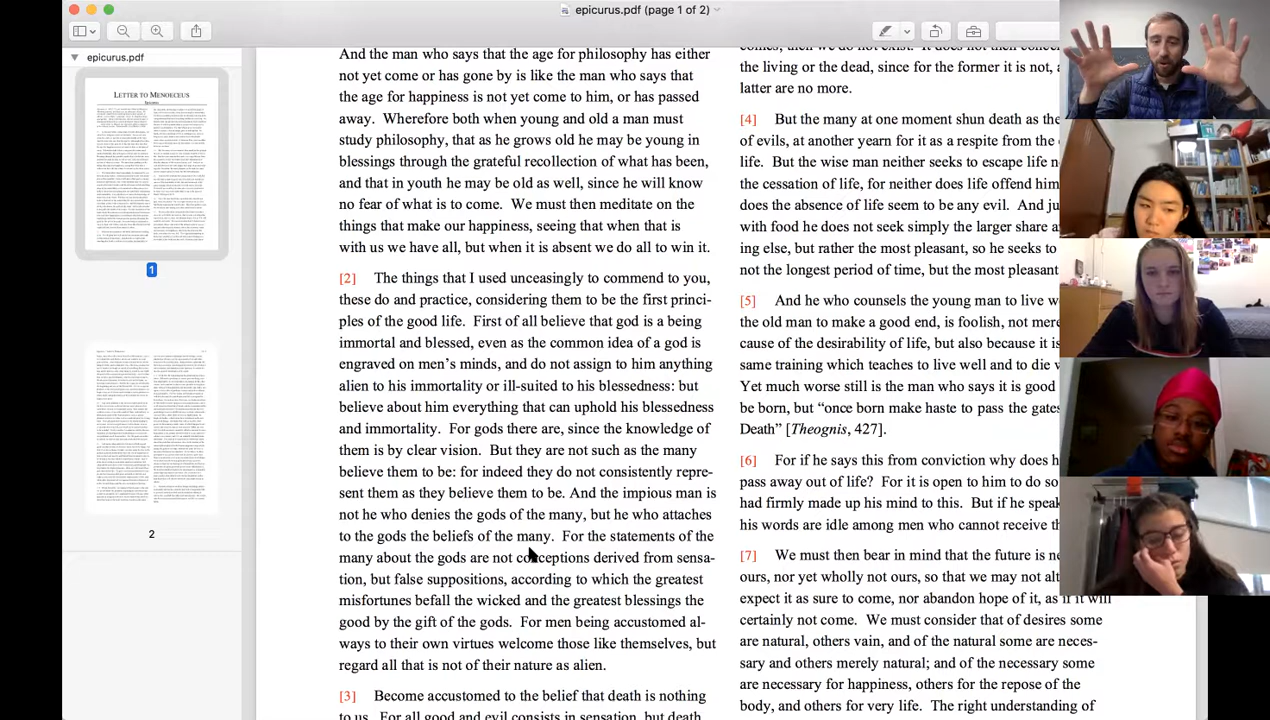 epicurus.pdf (page 1 of 2)
epicurus.pdf
LETTER TO MENOECEUS
Epicurus
1
2
And the man who says that the age for philosophy has either
not yet come or has gone by is like the man who says that
the age for happiness is not yet come to him, or has passed
away. Wherefore both when young and old a man must
study philosophy, that as he grows old he may be young in
blessings through the grateful recollection of what has been,
and that in youth he may be old as well, since he will know
no fear of what is to come. We must then meditate on the
things that make our happiness, seeing that when that is
with us we have all, but when it is absent we do all to win it.
[2] The things that I used unceasingly to commend to you,
these do and practice, considering them to be the first princi-
ples of the good life. First of all believe that god is a being
immortal and blessed, even as the common idea of a god is
engraved on men's minds, and do not assign to him anything
alien to his immortality or ill-suited to his blessedness: but
believe about him everything that can uphold his blessedness
and immortality. For gods there are, since the knowledge of
them is by clear vision. But they are not such as the many
believe them to be: for indeed they do not consistently repre-
sent them as they believe them to be. And the impious man is
not he who denies the gods of the many, but he who attaches
to the gods the beliefs of the many. For the statements of the
many about the gods are not conceptions derived from sensa-
tion, but false suppositions, according to which the greatest
misfortunes befall the wicked and the greatest blessings the
good by the gift of the gods. For men being accustomed al-
ways to their own virtues welcome those like themselves, but
regard all that is not of their nature as alien.
[3] Become accustomed to the belief that death is nothing
to us. For all good and evil consists in sensation, but death
comes, then we do not exist. It does not then concern
the living or the dead, since for the former it is not,
latter are no more.
[4] But the many at one moment shun death as the
of evils, at another yearn for it as a respite from the
life. But the wise man neither seeks to escape life n
the cessation of life, for neither does life offend him
does the absence of life seem to be any evil. And ju
with food he does not seek simply the larger share a
ing else, but rather the most pleasant, so he seeks to
not the longest period of time, but the most pleasant
[5] And he who counsels the young man to live w
the old man to make a good end, is foolish, not mere
cause of the desirability of life, but also because it is
same training which teaches to live well and to die w
Yet much worse still is the man who says it is good
be born, but "once born make haste to pass the gates
Death" [Theognis, 427].
[6] For if he says this from conviction why does h
pass away out of life? For it is open to him to do so
had firmly made up his mind to this. But if he speak
his words are idle among men who cannot receive th
[7] We must then bear in mind that the future is ne
ours, nor yet wholly not ours, so that we may not alt
expect it as sure to come, nor abandon hope of it, as if it will
certainly not come. We must consider that of desires some
are natural, others vain, and of the natural some are neces-
sary and others merely natural; and of the necessary some
are necessary for happiness, others for the repose of the
body, and others for very life. The right understanding of